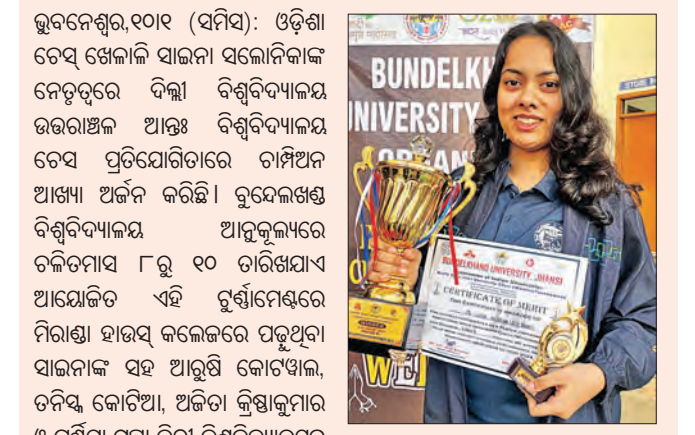 ଭୁବନେଶ୍ୱର,୧୦ା୧ (ସମିସ): ଓଡ଼ିଶା
ଚେସ୍ ଖେଳାଳି ସାଇନା ସଲୋନିକାଙ୍କ
ନେତୃତ୍ୱରେ ଦିଲ୍ଲୀ ବିଶ୍ୱବିଦ୍ୟାଳୟ
ଉତ୍ତରାଞ୍ଚଳ ଆନ୍ତଃ ବିଶ୍ୱବିଦ୍ୟାଳୟ
ଚେସ ପ୍ରତିଯୋଗିତାରେ ଚାମ୍ପିଅନ
ଆଖ୍ୟା ଅର୍ଜନ କରିଛି। ବୁନ୍ଦେଲଖଣ୍ଡ
ବିଶ୍ୱବିଦ୍ୟାଳୟ ଆନୁକୂଲ୍ୟରେ
ଚଳିତମାସ ୮ରୁ ୧୦ ତାରିଖଯାଏ
ଆୟୋଜିତ ଏହି ଟୁର୍ଣ୍ଣାମେଣ୍ଟରେ
ମିରାଣ୍ଡା ହାଉସ୍ କଲେଜରେ ପଢ଼ୁଥିବା
ସାଇନାଙ୍କ ସହ ଆରୁଷି କୋଟୱାଲ,
ତନିସ୍କ କୋଟିଆ, ଅଜିତା କ୍ରିଷ୍ଣାକୁମାର
BUNDELKH
UNIVERSITY
ORGAN
BUNDELKHAND UNIVERSITY, JHANSI
CERTIFICATE OF MERIT
WEL